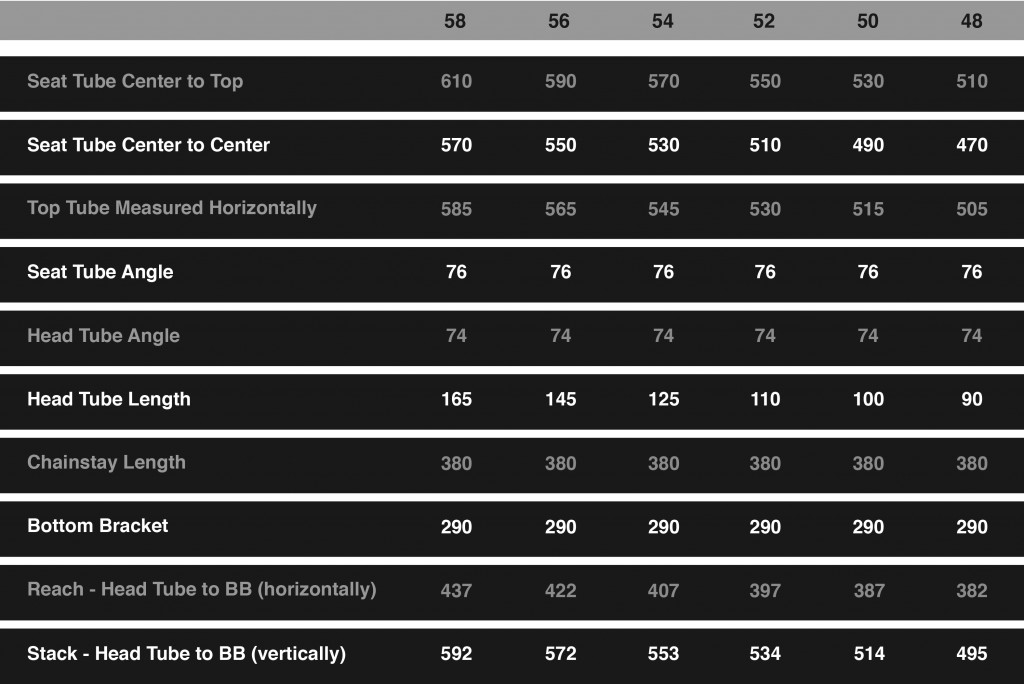 58 56 54 52 50 48
Seat Tube Center to Top 610 590 570 550 530 510
Seat Tube Center to Center 570 550 530 510 490 470
Top Tube Measured Horizontally 585 565 545 530 515 505
Seat Tube Angle 76 76 76 76 76 76
Head Tube Angle 74 74 74 74 74 74
Head Tube Length 165 145 125 110 100 90
Chainstay Length 380 380 380 380 380 380
Bottom Bracket 290 290 290 290 290 290
Reach - Head Tube to BB (horizontally) 437 422 407 397 387 382
Stack - Head Tube to BB (vertically) 592 572 553 534 514 495